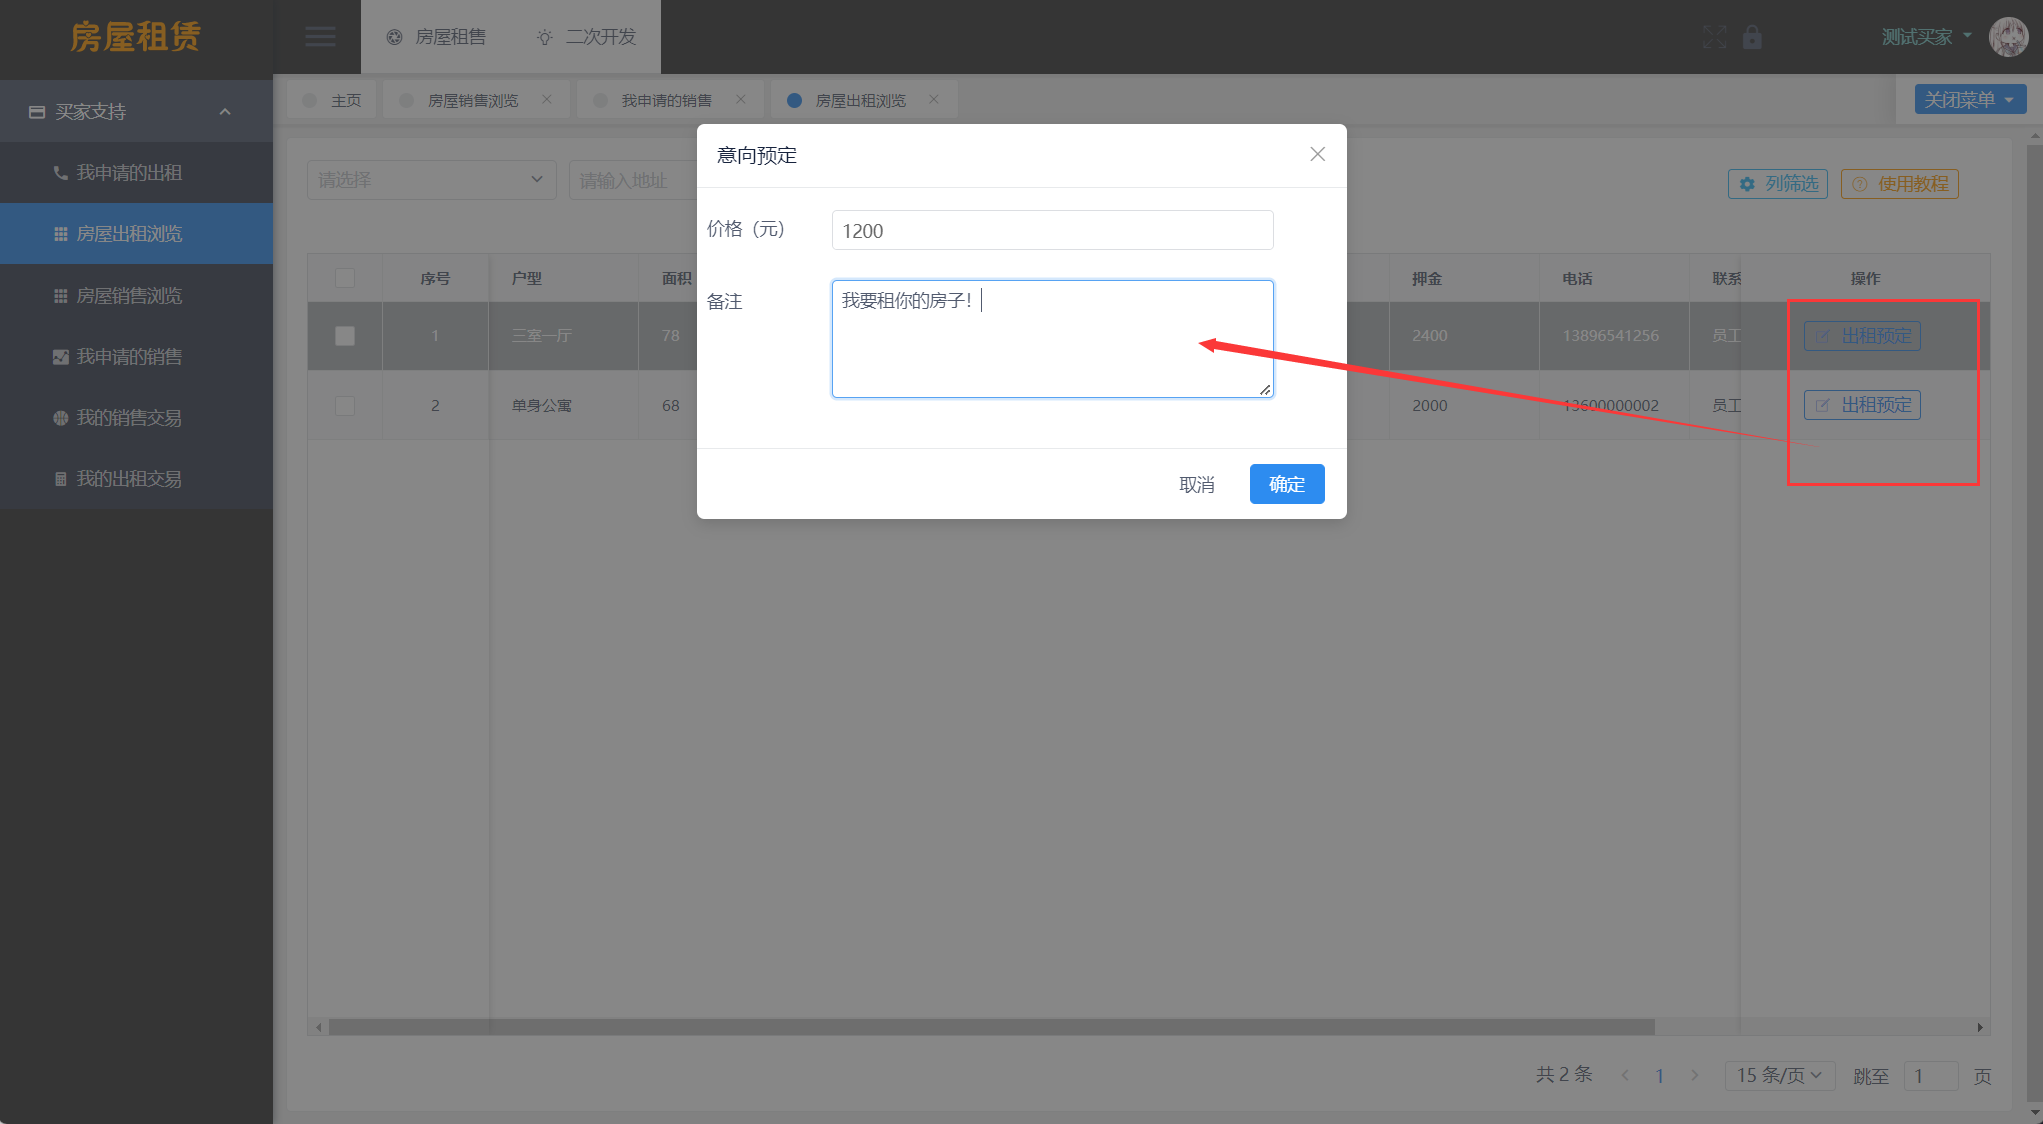 房屋租赁
房屋租售
二次开发
测试买家
买家支持
我申请的出租
房屋出租浏览
房屋销售浏览
我申请的销售
我的销售交易
我的出租交易
主页
房屋销售浏览
我申请的销售
房屋出租浏览
关闭菜单
请选择
请输入地址
列筛选
使用教程
意向预定
价格（元）
1200
备注
我要租你的房子！
取消
确定
序号 户型 面积 押金 电话 联系 操作
1 三室一厅 78 2400 13896541256 员工 出租预定
2 单身公寓 68 2000 13600000002 员工 出租预定
共 2 条 1 15 条/页 跳至 1 页